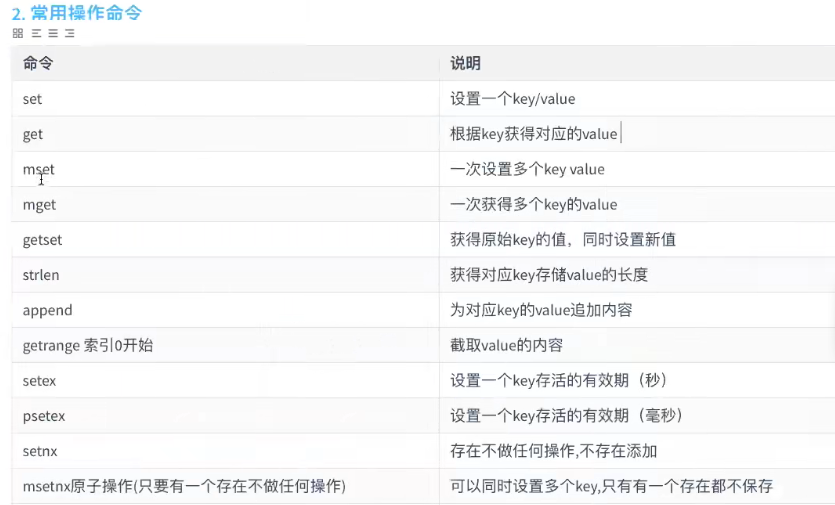 2. 常用操作命令
命令 说明
set 设置一个key/value
get 根据key获得对应的value
mset 一次设置多个key value
mget 一次获得多个key的value
getset 获得原始key的值，同时设置新值
strlen 获得对应key存储value的长度
append 为对应key的value追加内容
getrange 索引0开始 截取value的内容
setex 设置一个key存活的有效期（秒）
psetex 设置一个key存活的有效期（毫秒）
setnx 存在不做任何操作,不存在添加
msetnx原子操作(只要有一个存在不做任何操作) 可以同时设置多个key,只有有一个存在都不保存